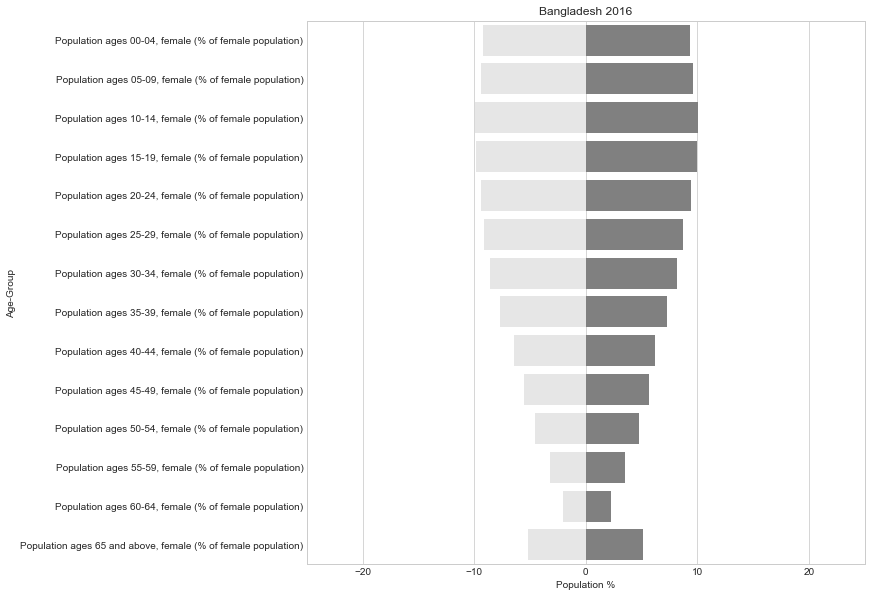 Bangladesh 2016
Population ages 00-04, female (% of female population)
Population ages 05-09, female (% of female population)
Population ages 10-14, female (% of female population)
Population ages 15-19, female (% of female population)
Population ages 20-24, female (% of female population)
Population ages 25-29, female (% of female population)
Population ages 30-34, female (% of female population)
Population ages 35-39, female (% of female population)
Population ages 40-44, female (% of female population)
Population ages 45-49, female (% of female population)
Population ages 50-54, female (% of female population)
Population ages 55-59, female (% of female population)
Population ages 60-64, female (% of female population)
Population ages 65 and above, female (% of female population)
Age-Group
−20 −10 0 10 20
Population %